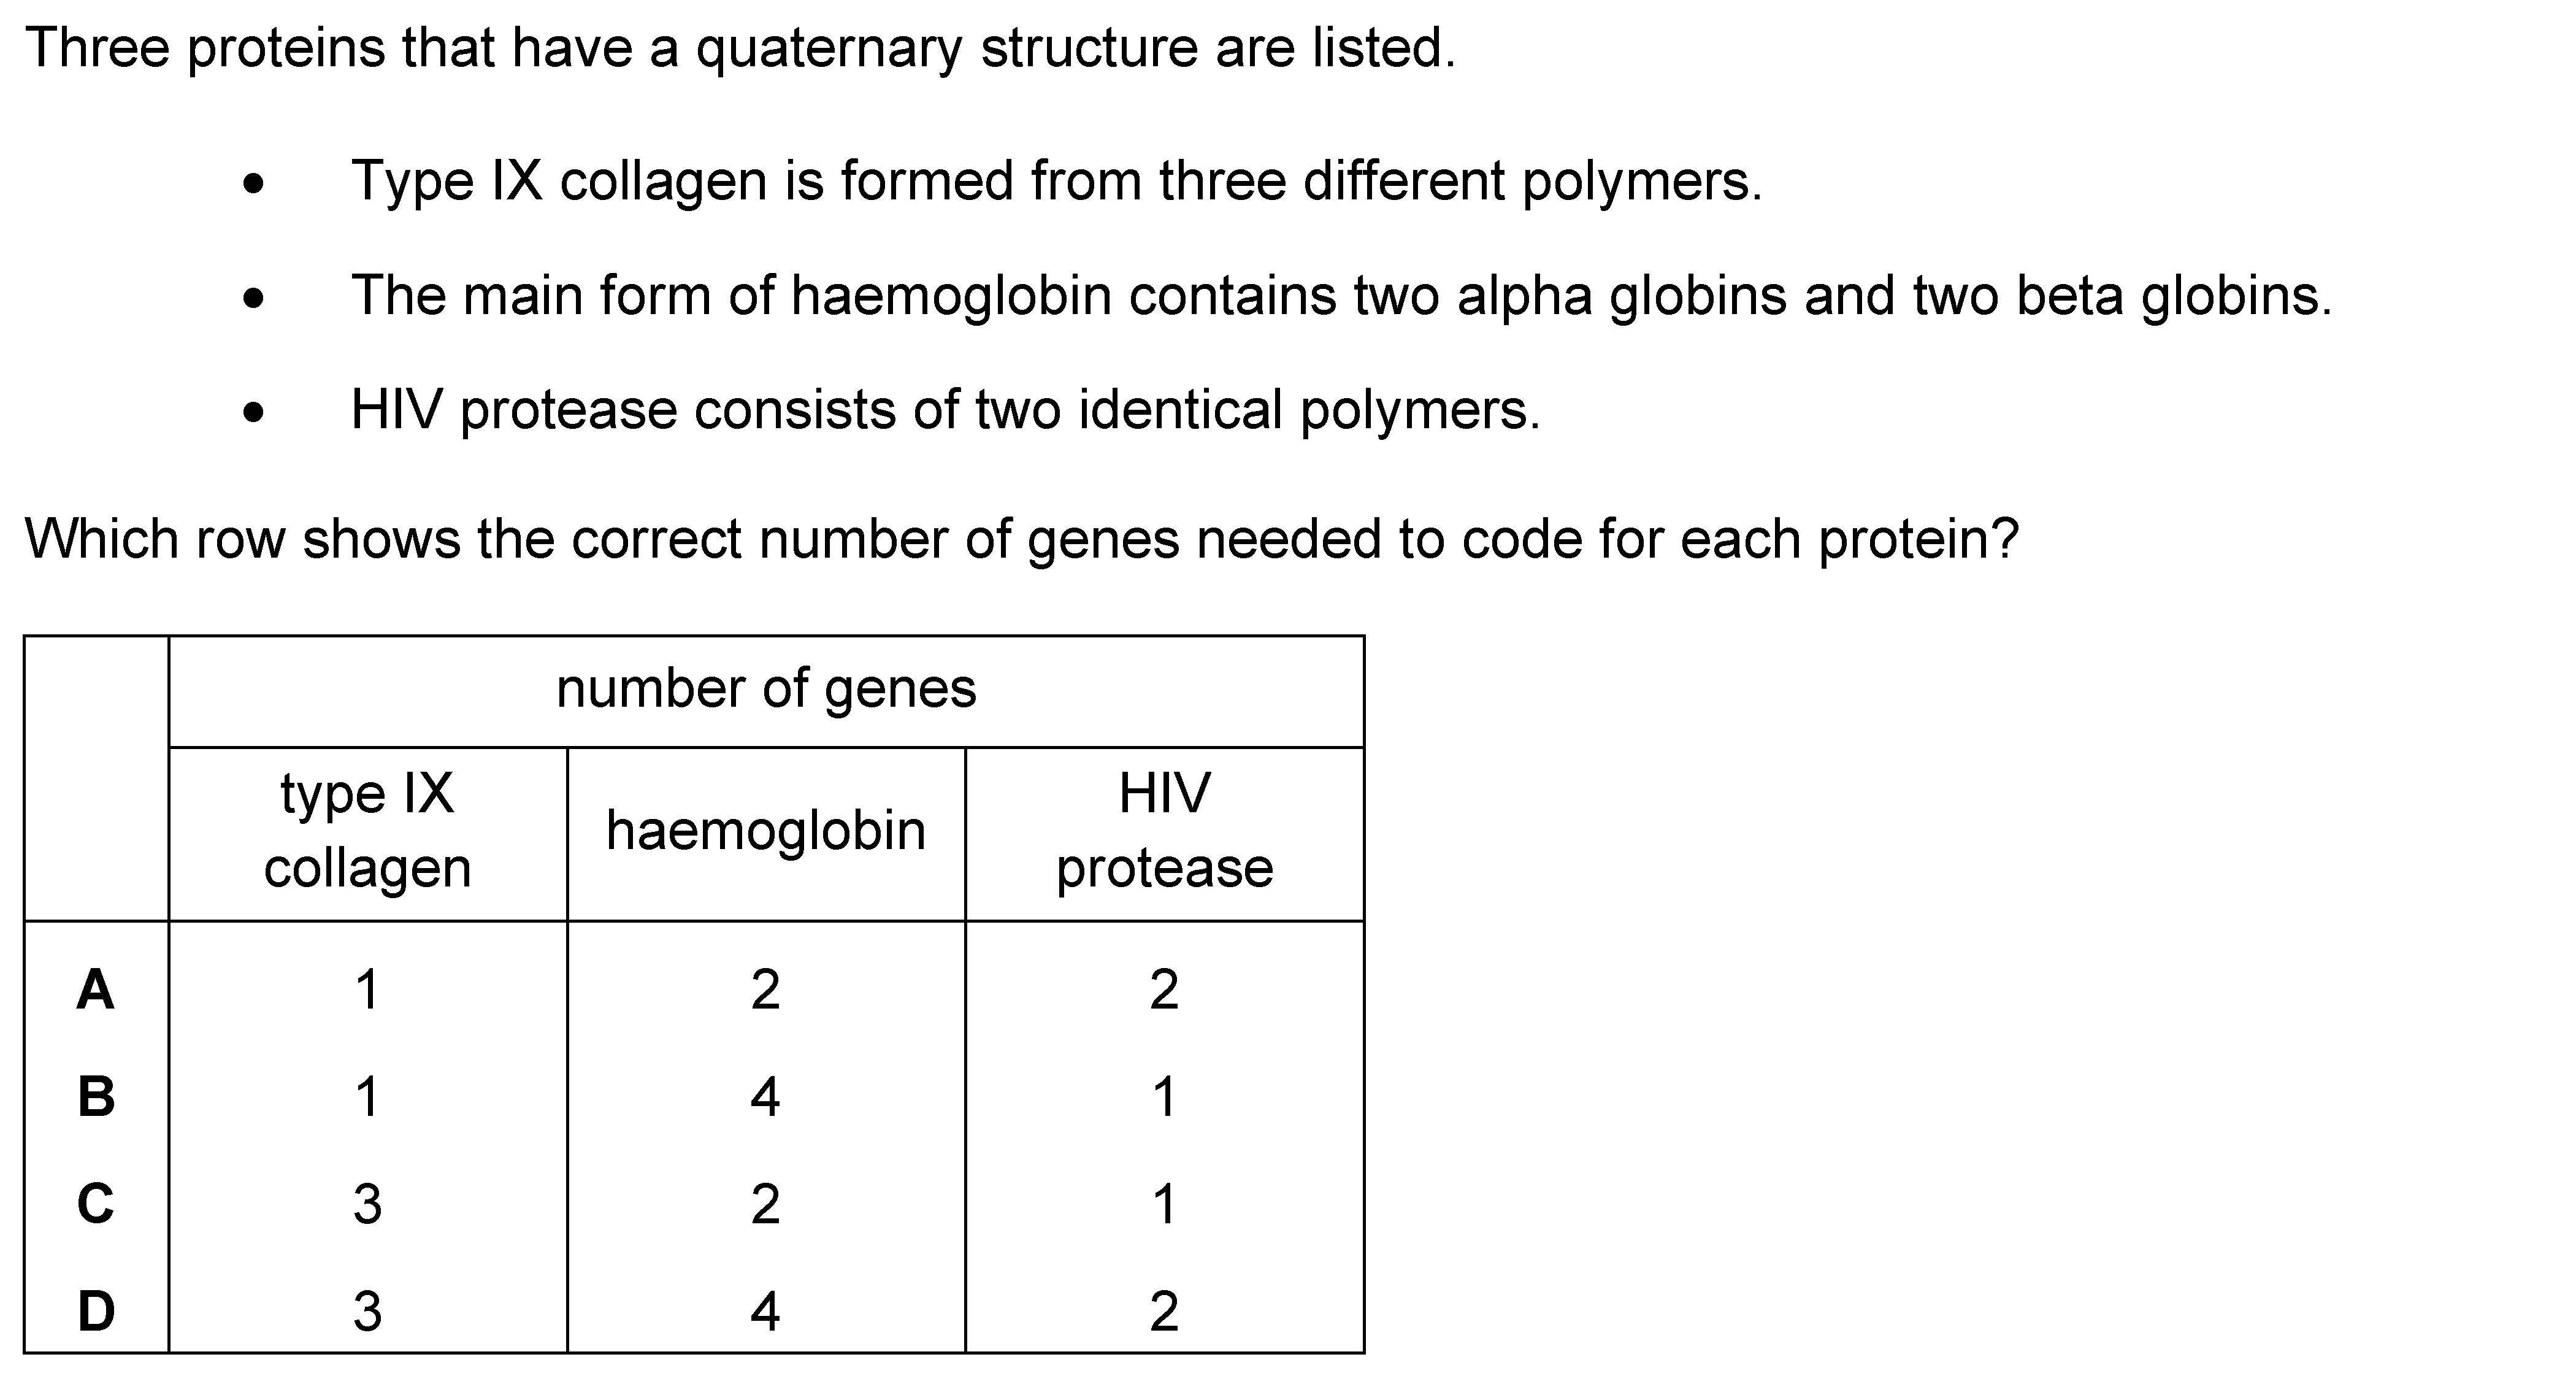 Three proteins that have a quaternary structure are listed.
• Type IX collagen is formed from three different polymers.
• The main form of haemoglobin contains two alpha globins and two beta globins.
• HIV protease consists of two identical polymers.
Which row shows the correct number of genes needed to code for each protein?
number of genes
type IX collagen haemoglobin HIV protease
A 1 2 2
B 1 4 1
C 3 2 1
D 3 4 2